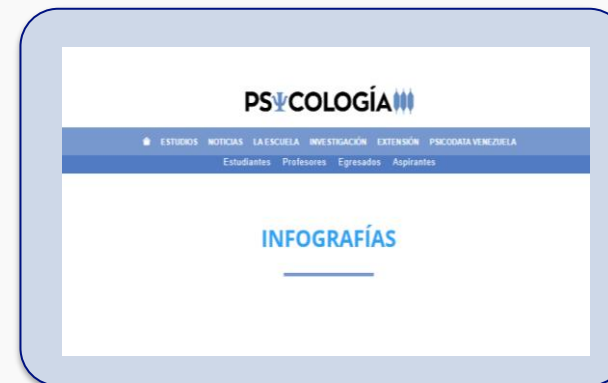 PSΨCOLOGÍA
ESTUDIOS NOTICIAS LA ESCUELA INVESTIGACIÓN EXTENSIÓN PSICODATA VENEZUELA
Estudiantes Profesores Egresados Aspirantes
INFOGRAFÍAS